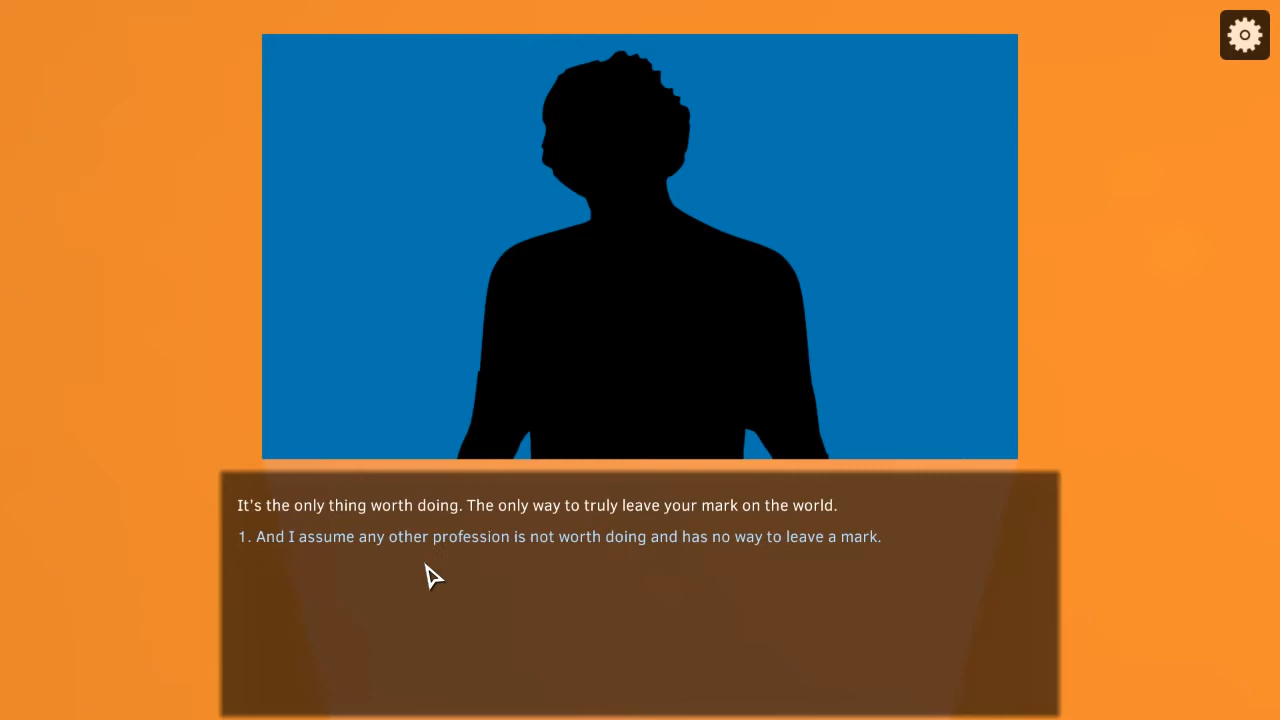 It's the only thing worth doing. The only way to truly leave your mark on the world.
1. And I assume any other profession is not worth doing and has no way to leave a mark.